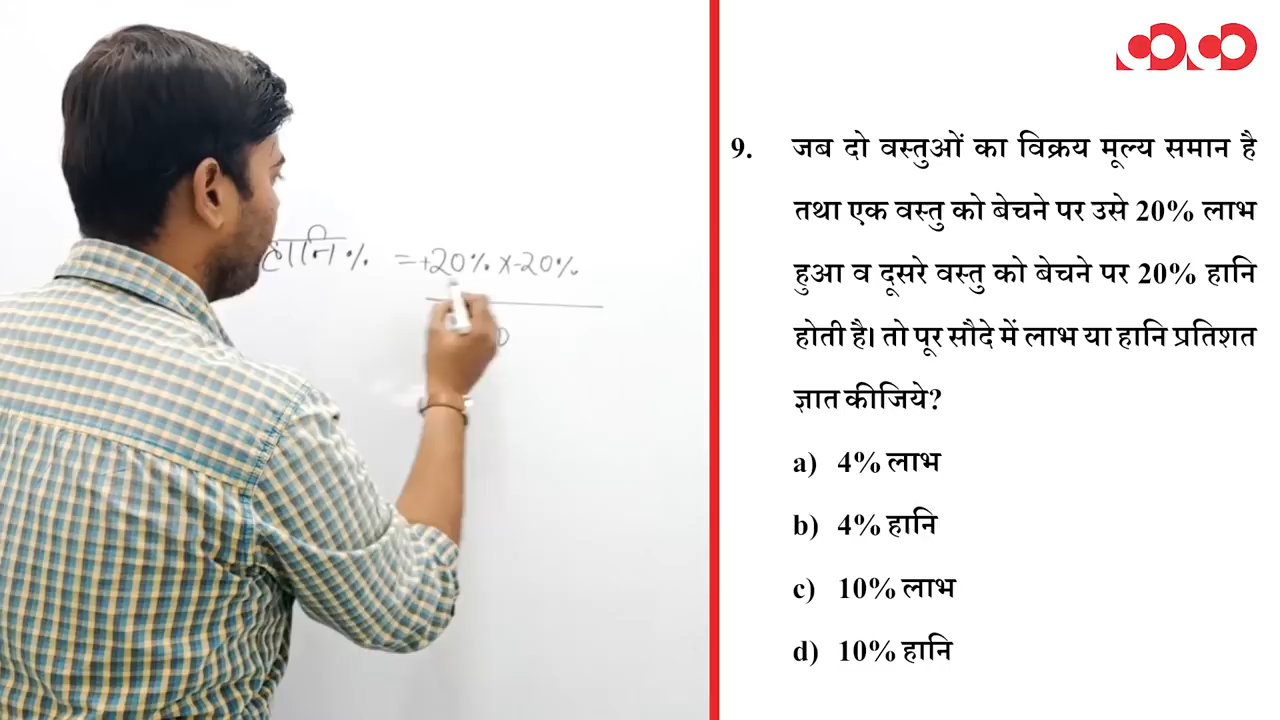 हानि % = +20% x -20%
0
9. जब दो वस्तुओं का विक्रय मूल्य समान है
तथा एक वस्तु को बेचने पर उसे 20% लाभ
हुआ व दूसरे वस्तु को बेचने पर 20% हानि
होती है। तो पूर सौदे में लाभ या हानि प्रतिशत
ज्ञात कीजिये?
a) 4% लाभ
b) 4% हानि
c) 10% लाभ
d) 10% हानि